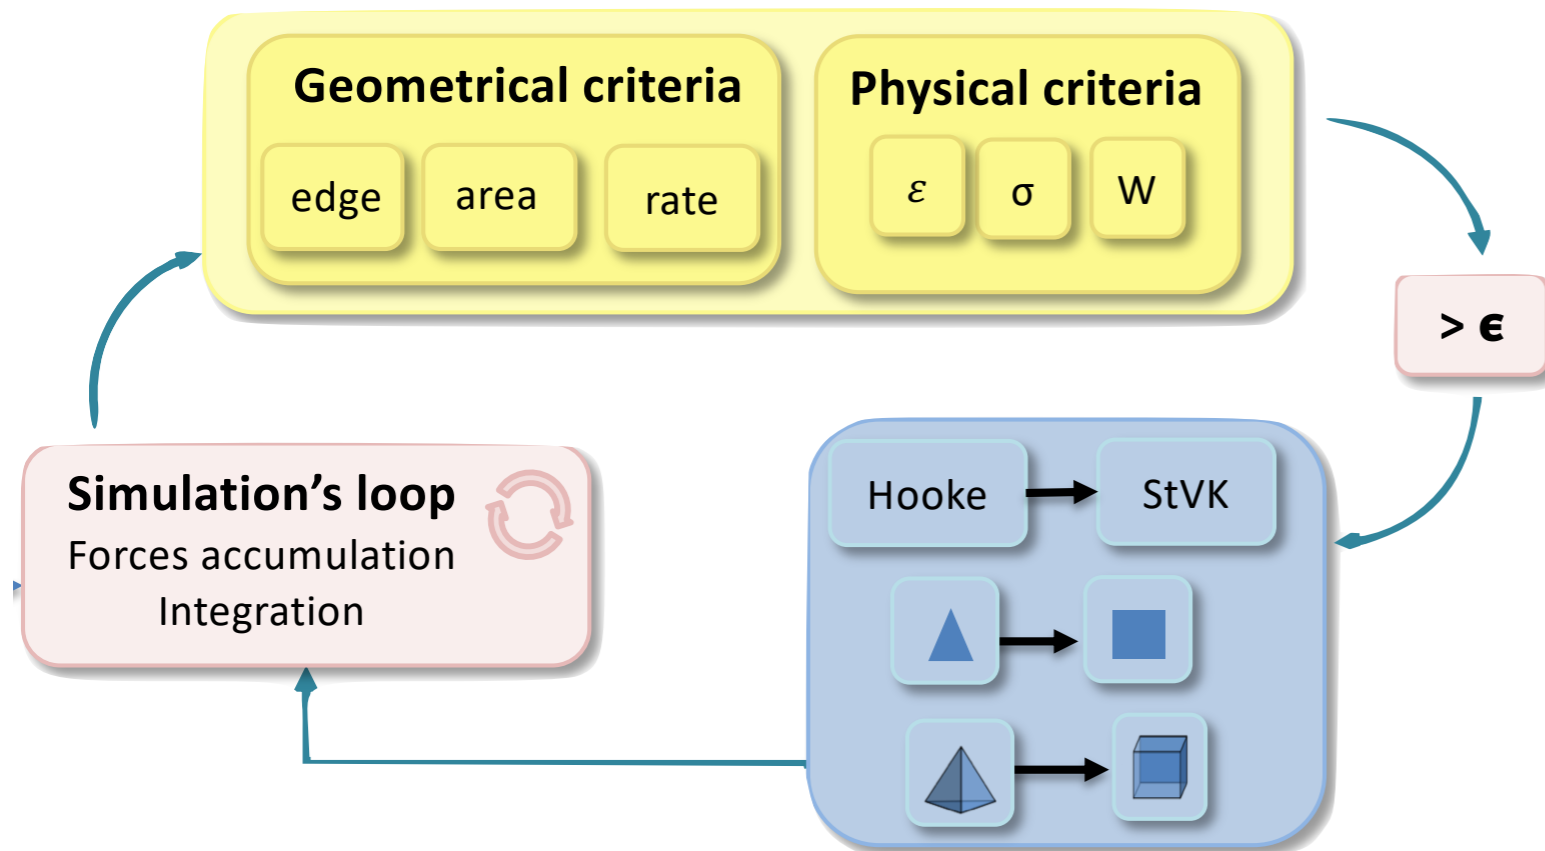 Geometrical criteria
edge area rate
Physical criteria
ε σ W
> ϵ
Simulation’s loop
Forces accumulation
Integration
Hooke StVK